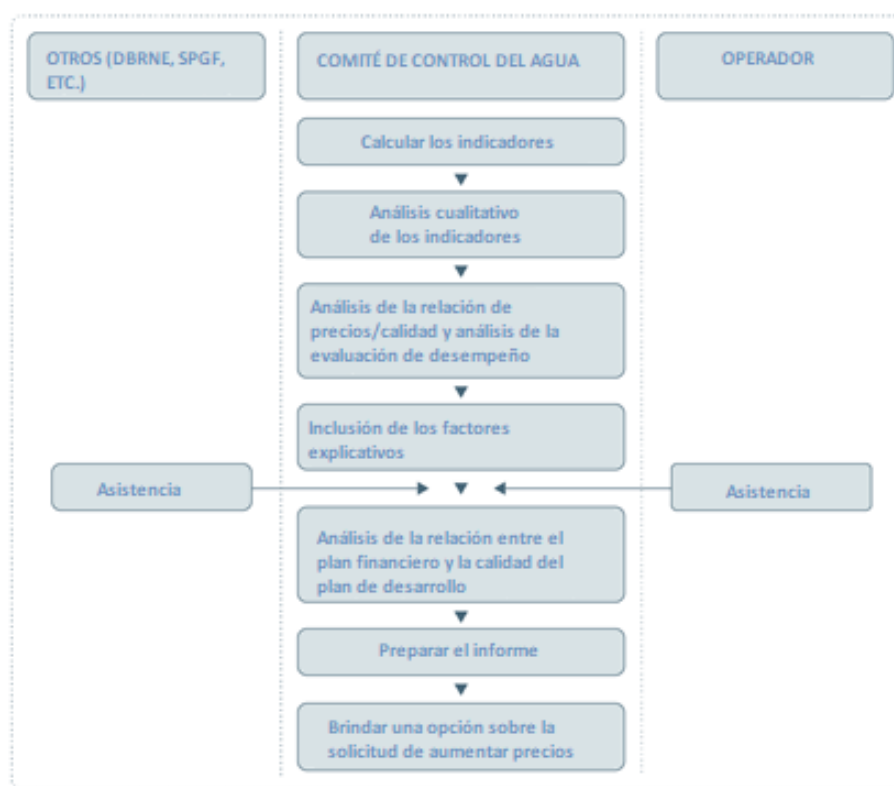 OTROS (DBRNE, SPGF,
ETC.)
COMITÉ DE CONTROL DEL AGUA
OPERADOR
Calcular los indicadores
Análisis cualitativo
de los indicadores
Análisis de la relación de
precios/calidad y análisis de la
evaluación de desempeño
Inclusión de los factores
explicativos
Asistencia
Asistencia
Análisis de la relación entre el
plan financiero y la calidad del
plan de desarrollo
Preparar el informe
Brindar una opción sobre la
solicitud de aumentar precios